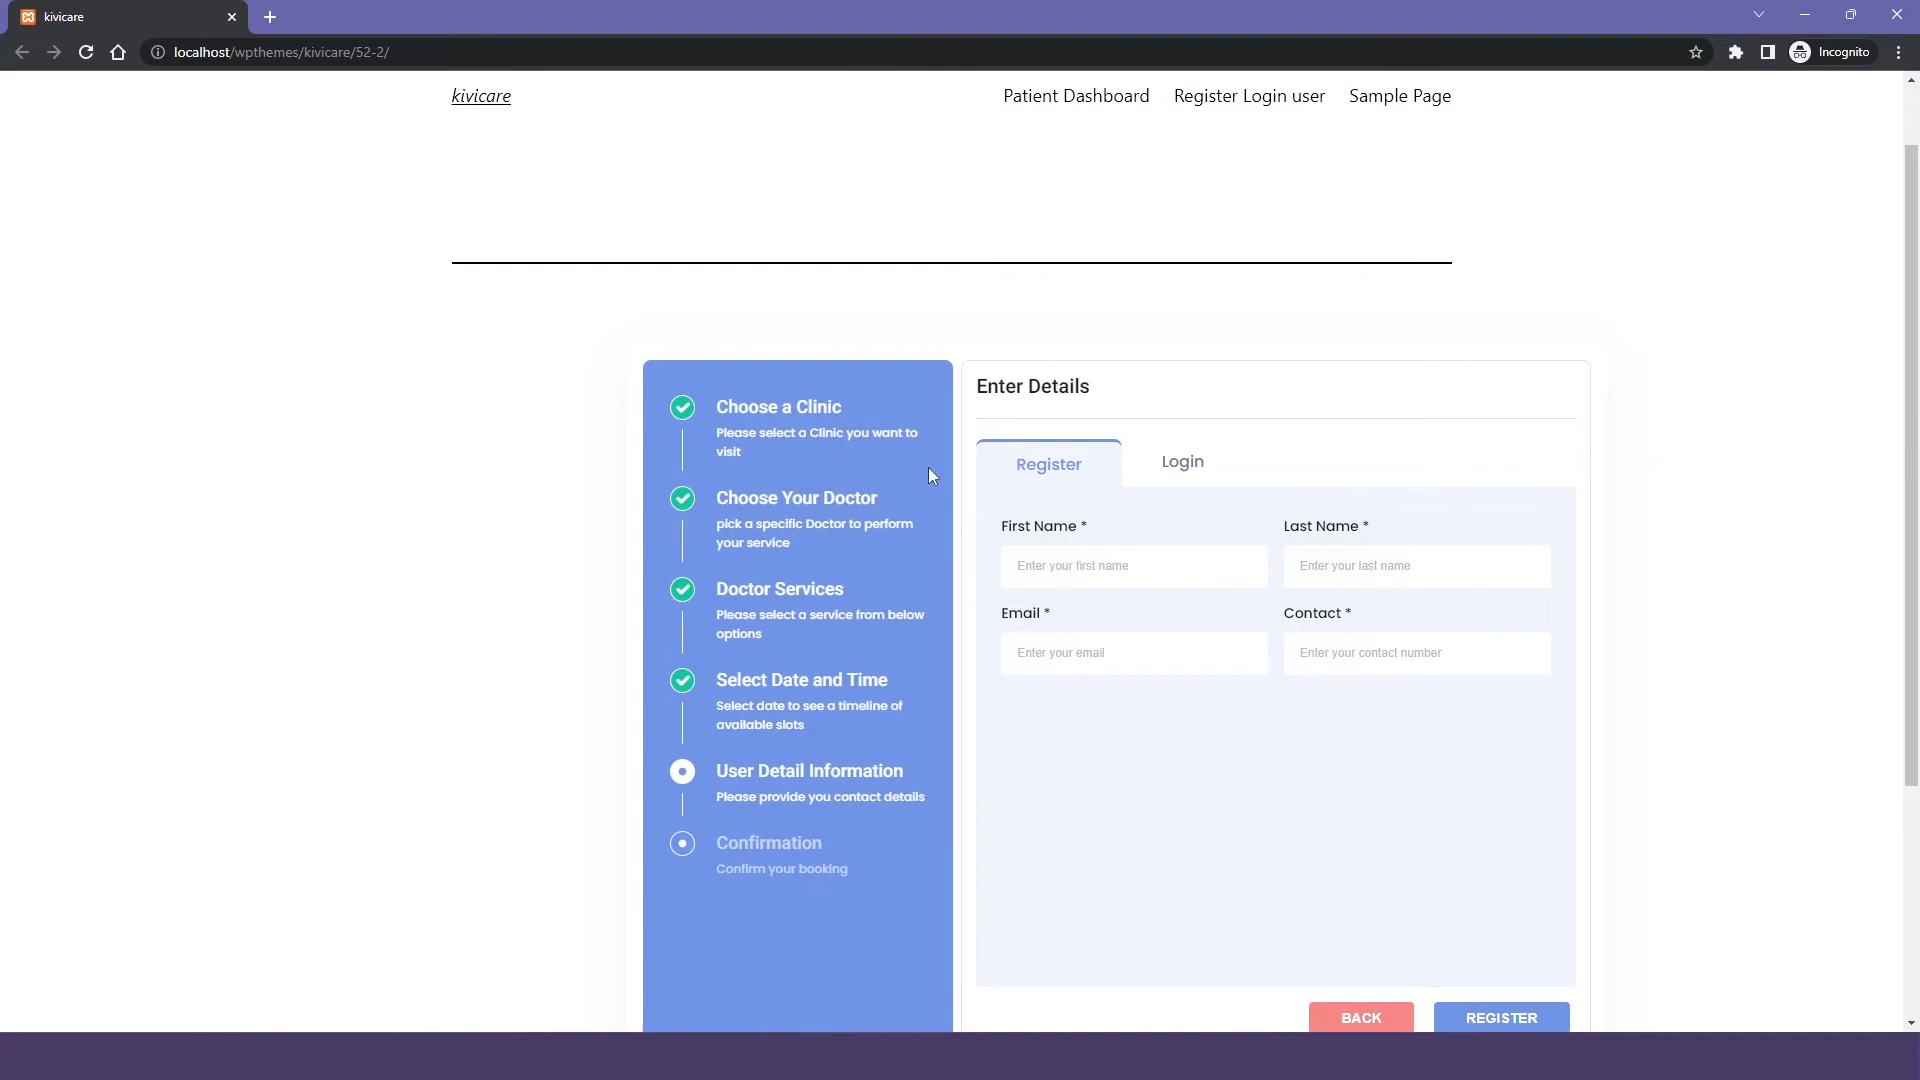 kivicare
localhost/wpthemes/kivicare/52-2/
Incognito
kivicare
Patient Dashboard
Register Login user
Sample Page
Choose a Clinic
Please select a Clinic you want to
visit
Choose Your Doctor
pick a specific Doctor to perform
your service
Doctor Services
Please select a service from below
options
Select Date and Time
Select date to see a timeline of
available slots
User Detail Information
Please provide you contact details
Confirmation
Confirm your booking
Enter Details
Register
Login
First Name *
Last Name *
Enter your first name
Enter your last name
Email *
Contact *
Enter your email
Enter your contact number
BACK
REGISTER